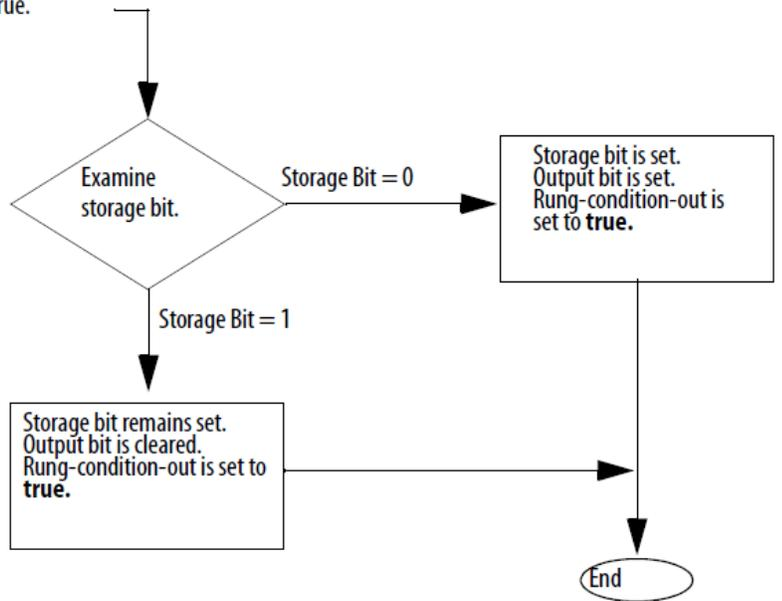 Examine
storage bit.
Storage Bit = 0
Storage bit is set.
Output bit is set.
Rung-condition-out is
set to true.
Storage Bit = 1
Storage bit remains set.
Output bit is cleared.
Rung-condition-out is set to
true.
End